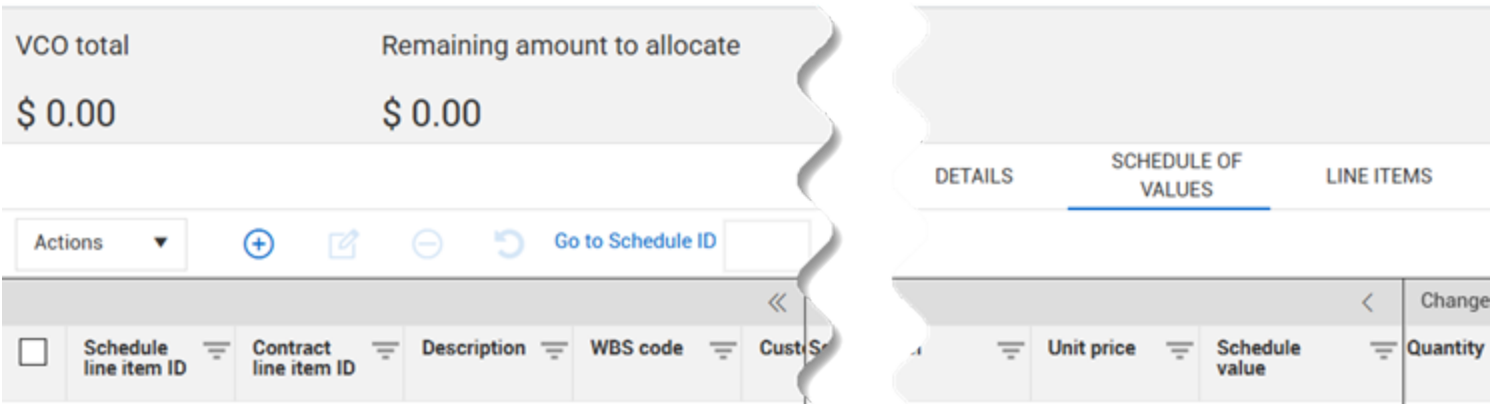 VCO total
Remaining amount to allocate
$ 0.00
$ 0.00
DETAILS
SCHEDULE OF
VALUES
LINE ITEMS
Actions
Go to Schedule ID
Change
Schedule
line item ID
Contract
line item ID
Description
WBS code
Unit price
Schedule
value
Quantity